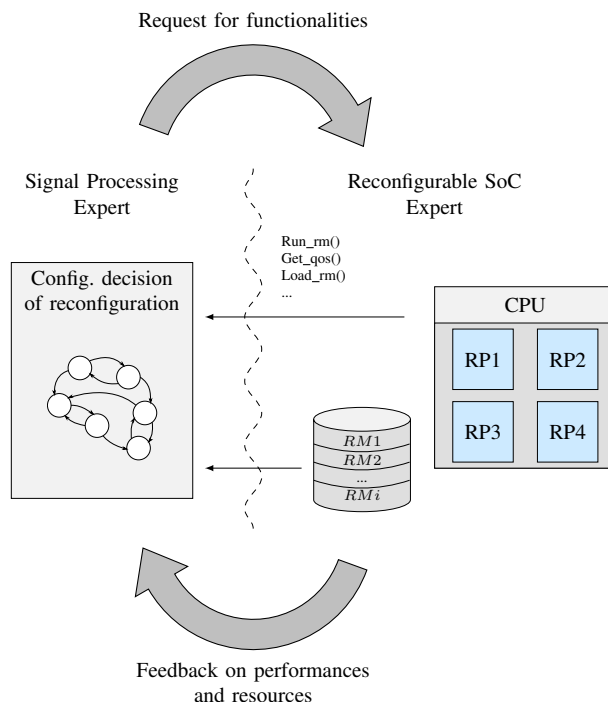 Request for functionalities
Signal Processing
Expert
Reconfigurable SoC
Expert
Run_rm()
Get_qos()
Load_rm()
...
Config. decision
of reconfiguration
CPU
RP1
RP2
RP3
RP4
RM1
RM2
...
RMi
Feedback on performances
and resources